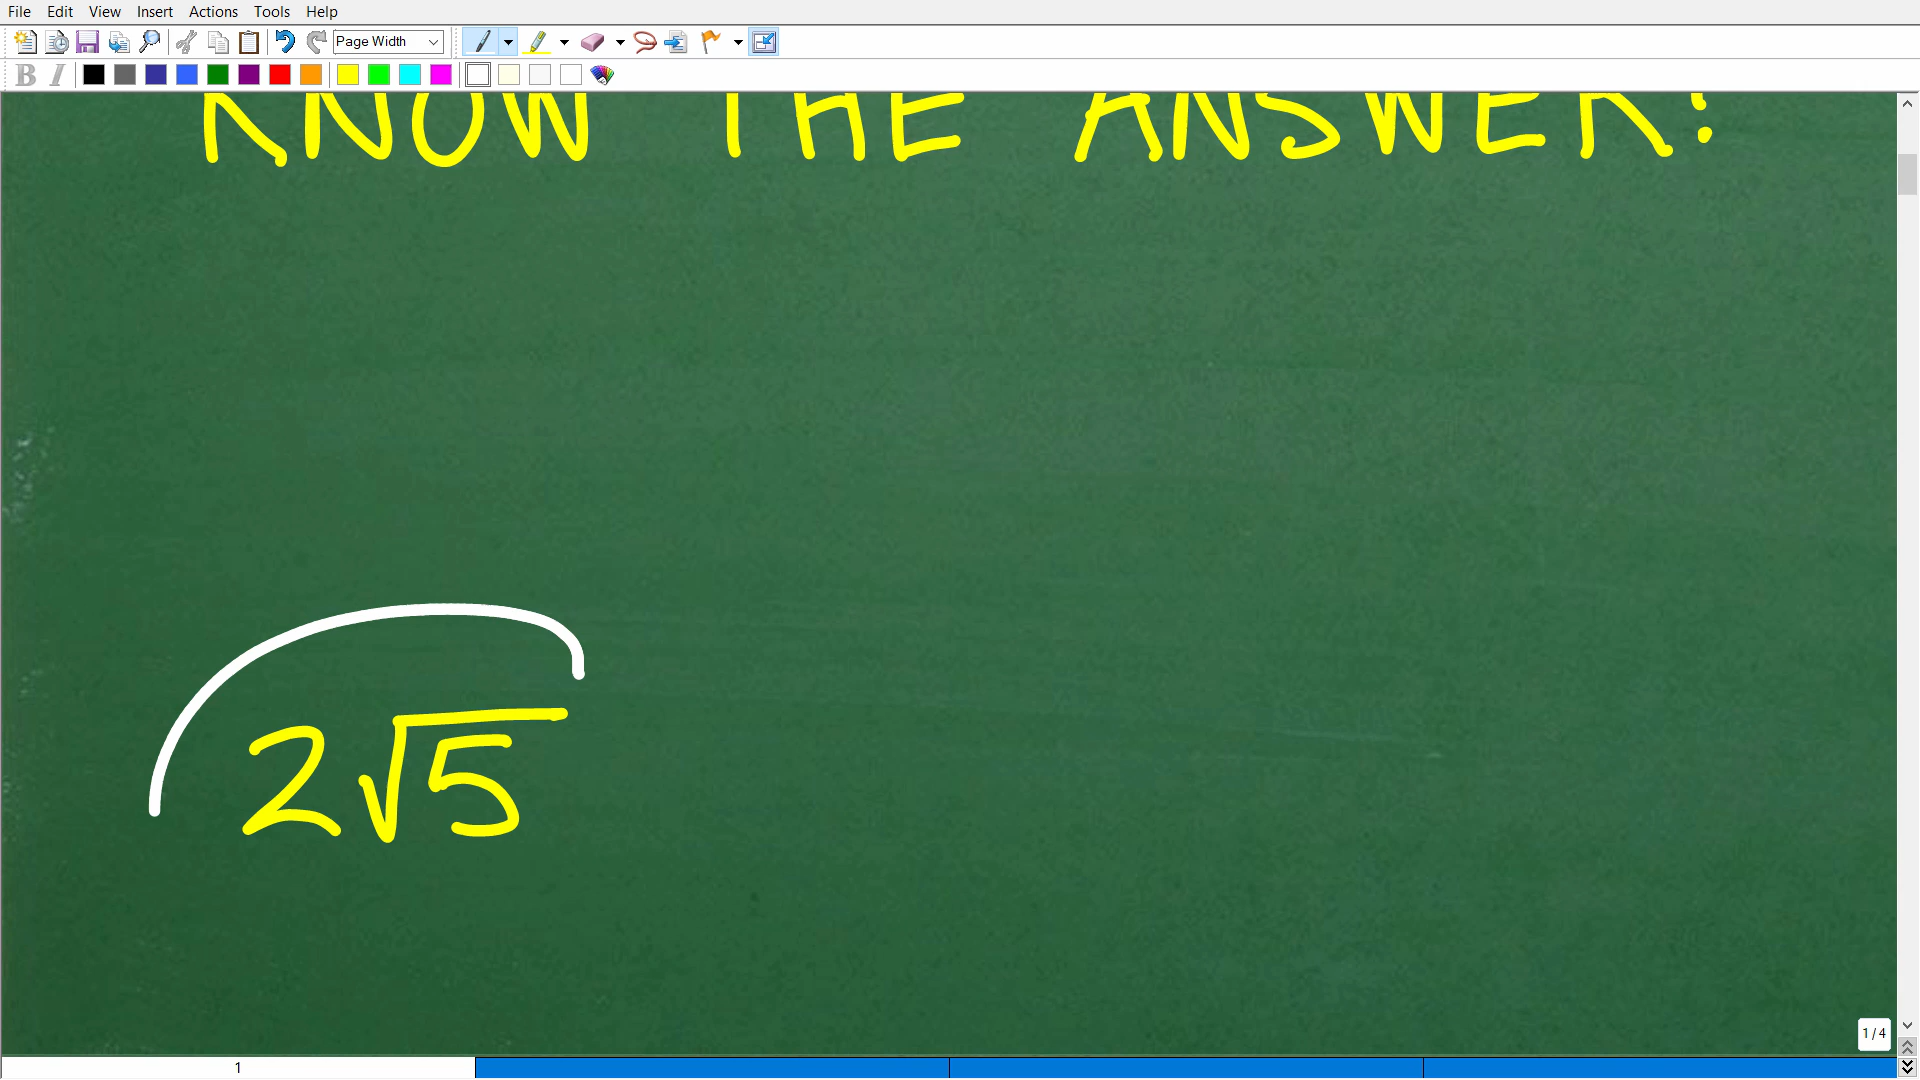 File Edit View Insert Actions Tools Help
Page Width
B I
KNOW THE ANSWER!
2√5
1 / 4
1